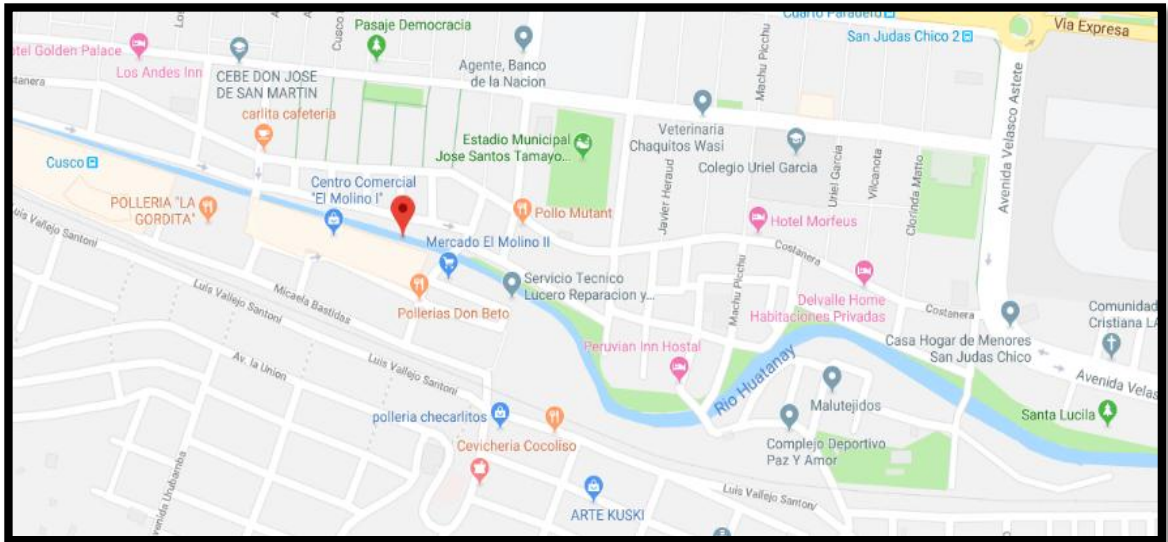 Cuarto Paradero
Via Expresa
San Judas Chico 2
Pasaje Democracia
Cusco
Hotel Golden Palace
Los Andes Inn
CEBE DON JOSE
DE SAN MARTIN
Agente, Banco
de la Nacion
Machu Picchu
Avenida Velasco Astete
carlita cafeteria
Estadio Municipal
Jose Santos Tamayo...
Veterinaria
Chaquitos Wasi
Colegio Uriel Garcia
Cusco
Javier Heraud
Uriel Garcia
Vilcanota
Clorinda Matto
Centro Comercial
"El Molino I"
POLLERIA "LA
GORDITA"
Pollo Mutant
Hotel Morfeus
Luis Vallejo Santoni
Mercado El Molino II
Costanera
Servicio Tecnico
Lucero Reparacion y...
Luis Vallejo Santoni
Micaela Bastidas
Pollerias Don Beto
Machu Picchu
Delvalle Home
Habitaciones Privadas
Costanera
Comunidad
Cristiana LA
Casa Hogar de Menores
San Judas Chico
Peruvian Inn Hostal
Av. la Union
Luis Vallejo Santoni
Rio Huatanay
Avenida Velas
Malutejidos
Santa Lucila
polleria checarlitos
Cevicheria Cocoliso
Complejo Deportivo
Paz Y Amor
Avenida Urubamba
Luis Vallejo Santoni
ARTE KUSKI